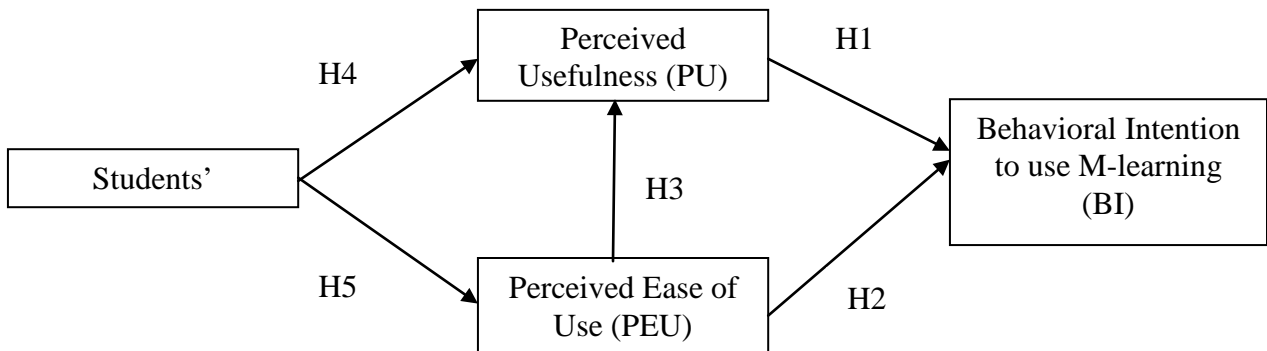 Perceived
Usefulness (PU)
H1
H4
Behavioral Intention
to use M-learning
(BI)
Students’
H3
H5
Perceived Ease of
Use (PEU)
H2